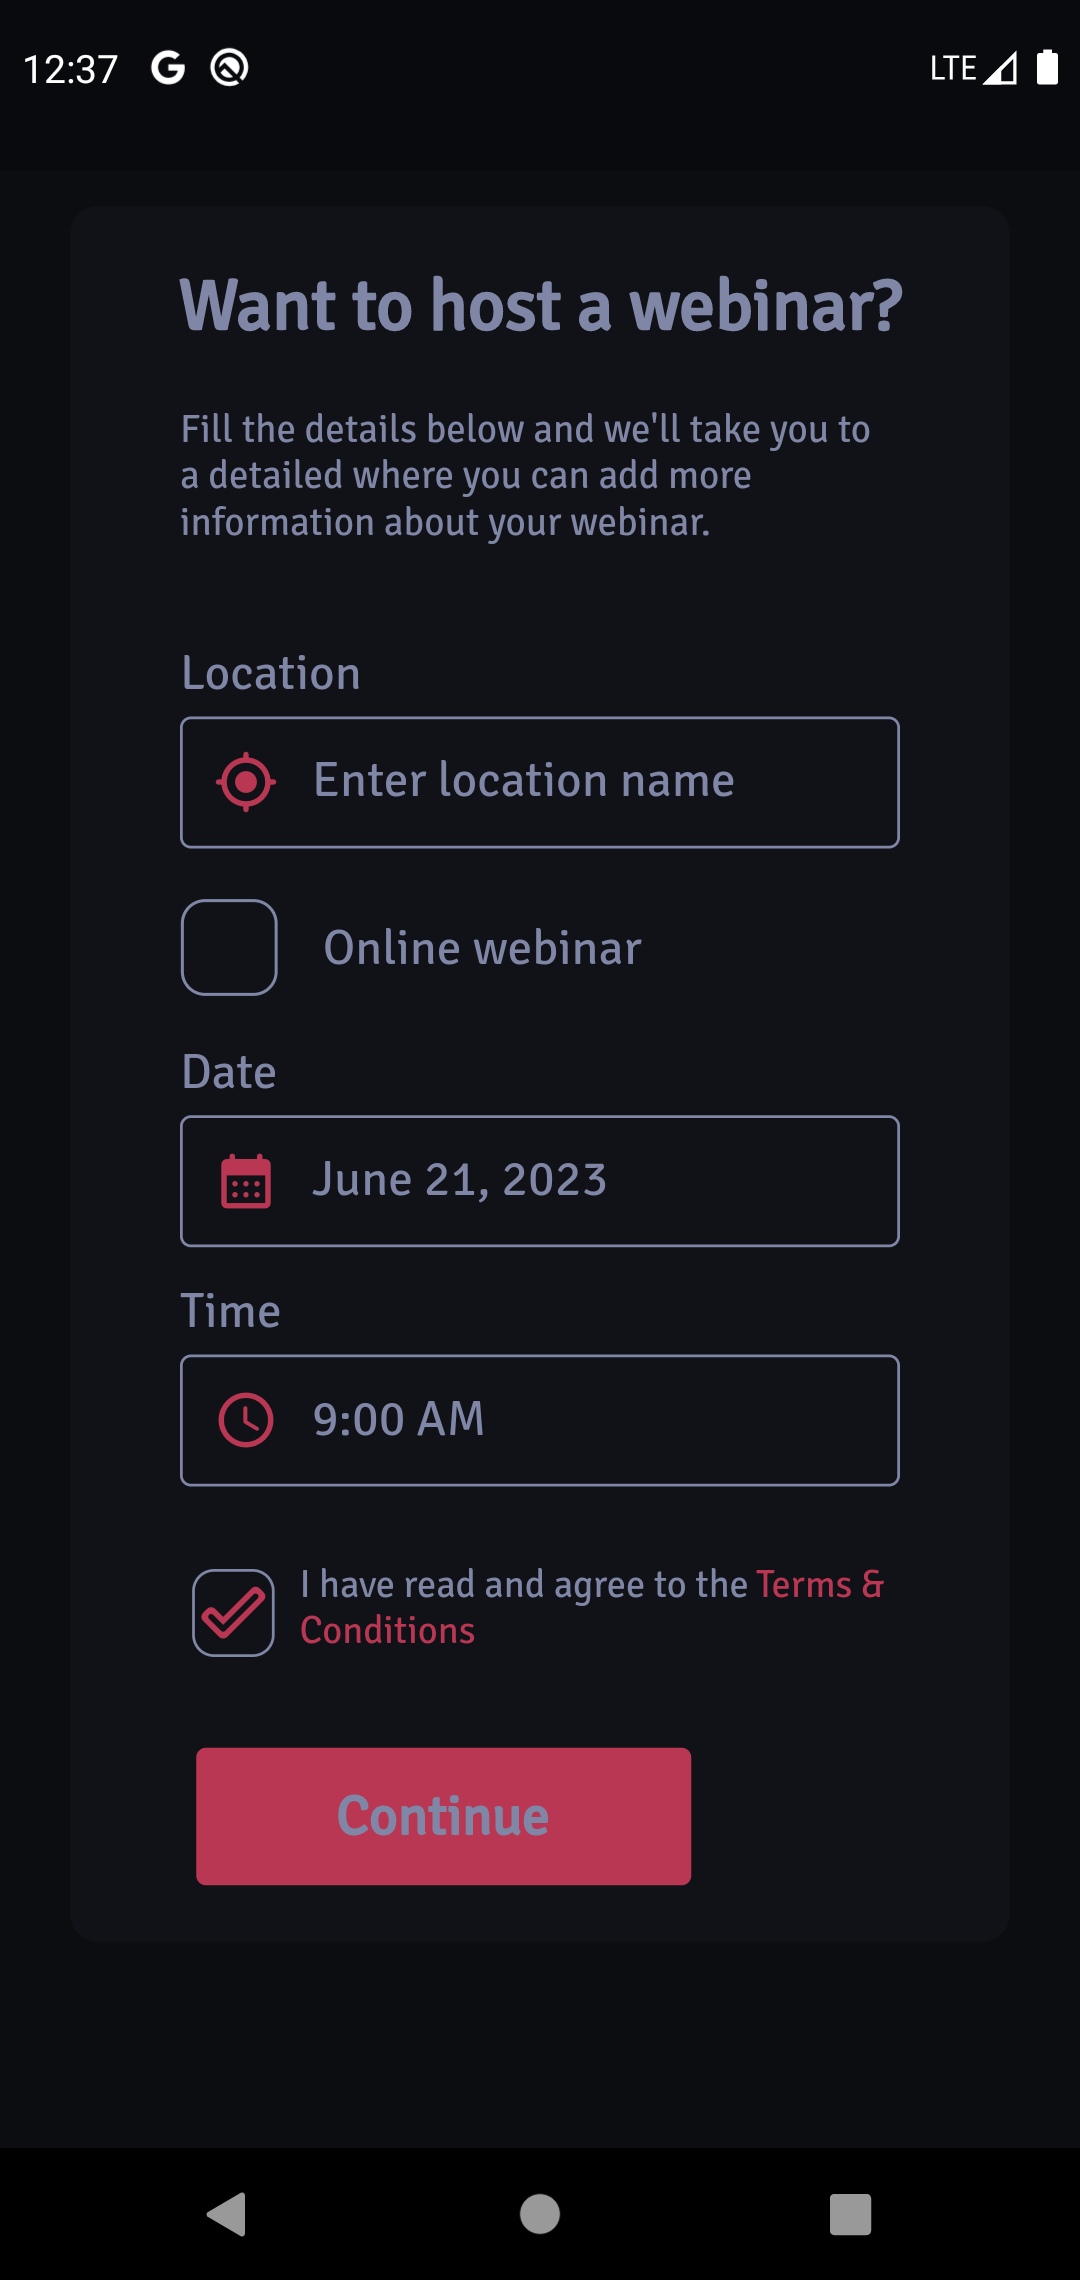 12:37
LTE
Want to host a webinar?
Fill the details below and we'll take you to
a detailed where you can add more
information about your webinar.
Location
Enter location name
Online webinar
Date
June 21, 2023
Time
9:00 AM
I have read and agree to the Terms &
Conditions
Continue